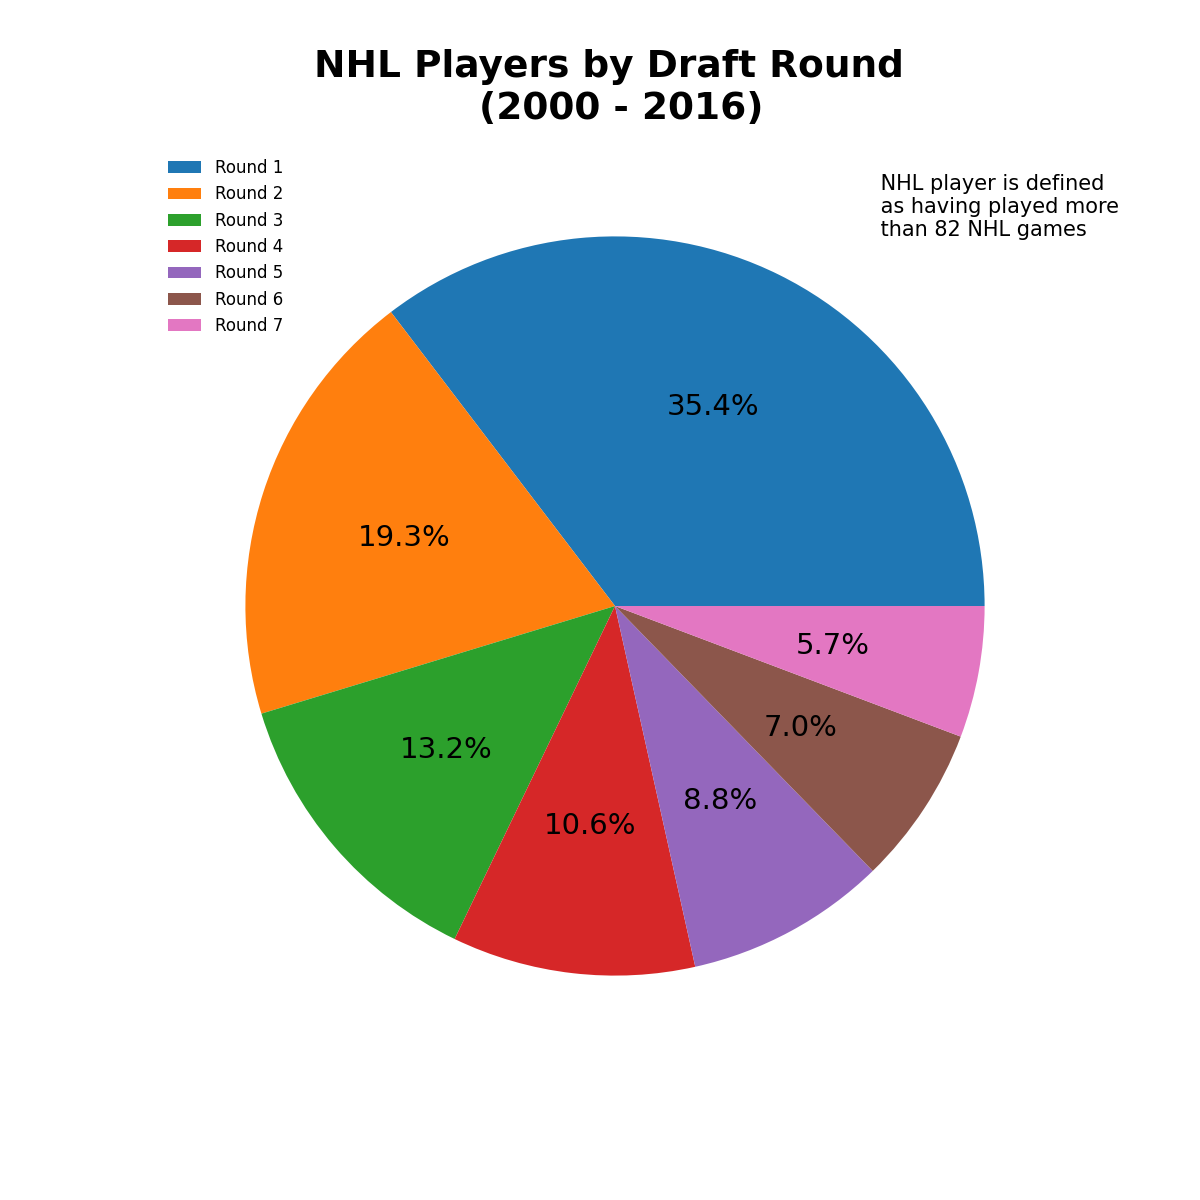 NHL Players by Draft Round
(2000 - 2016)
Round 1
Round 2
Round 3
Round 4
Round 5
Round 6
Round 7
NHL player is defined
as having played more
than 82 NHL games
35.4%
19.3%
13.2%
10.6%
8.8%
7.0%
5.7%